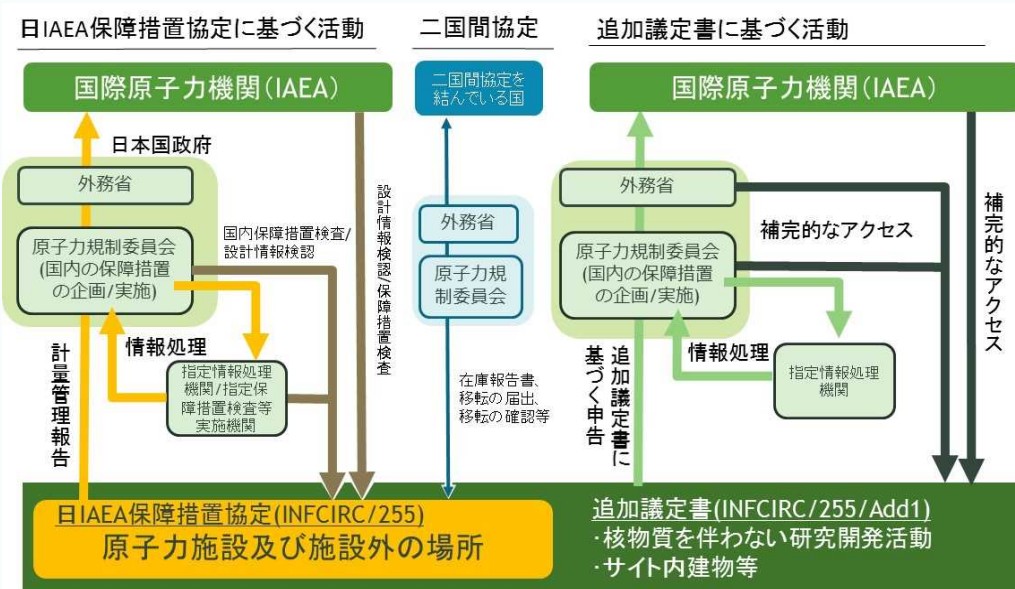 日IAEA保障措置協定に基づく活動
国際原子力機関(IAEA)
日本国政府
外務省
原子力規制委員会
(国内の保障措置
の企画/実施)
国内保障措置検査/
設計情報検認
設計情報検認/保障措置検査
情報処理
指定情報処理
機関/指定保
障措置検査等
実施機関
計量管理報告
二国間協定
二国間協定を
結んでいる国
外務省
原子力規
制委員会
在庫報告書、
移転の届出、
移転の確認等
追加議定書に基づく活動
国際原子力機関(IAEA)
外務省
原子力規制委員会
(国内の保障措置
の企画/実施)
補完的なアクセス
補完的なアクセス
情報処理
指定情報処理
機関
追加議定書に
基づく申告
日IAEA保障措置協定(INFCIRC/255)
原子力施設及び施設外の場所
追加議定書(INFCIRC/255/Add1)
・核物質を伴わない研究開発活動
・サイト内建物等